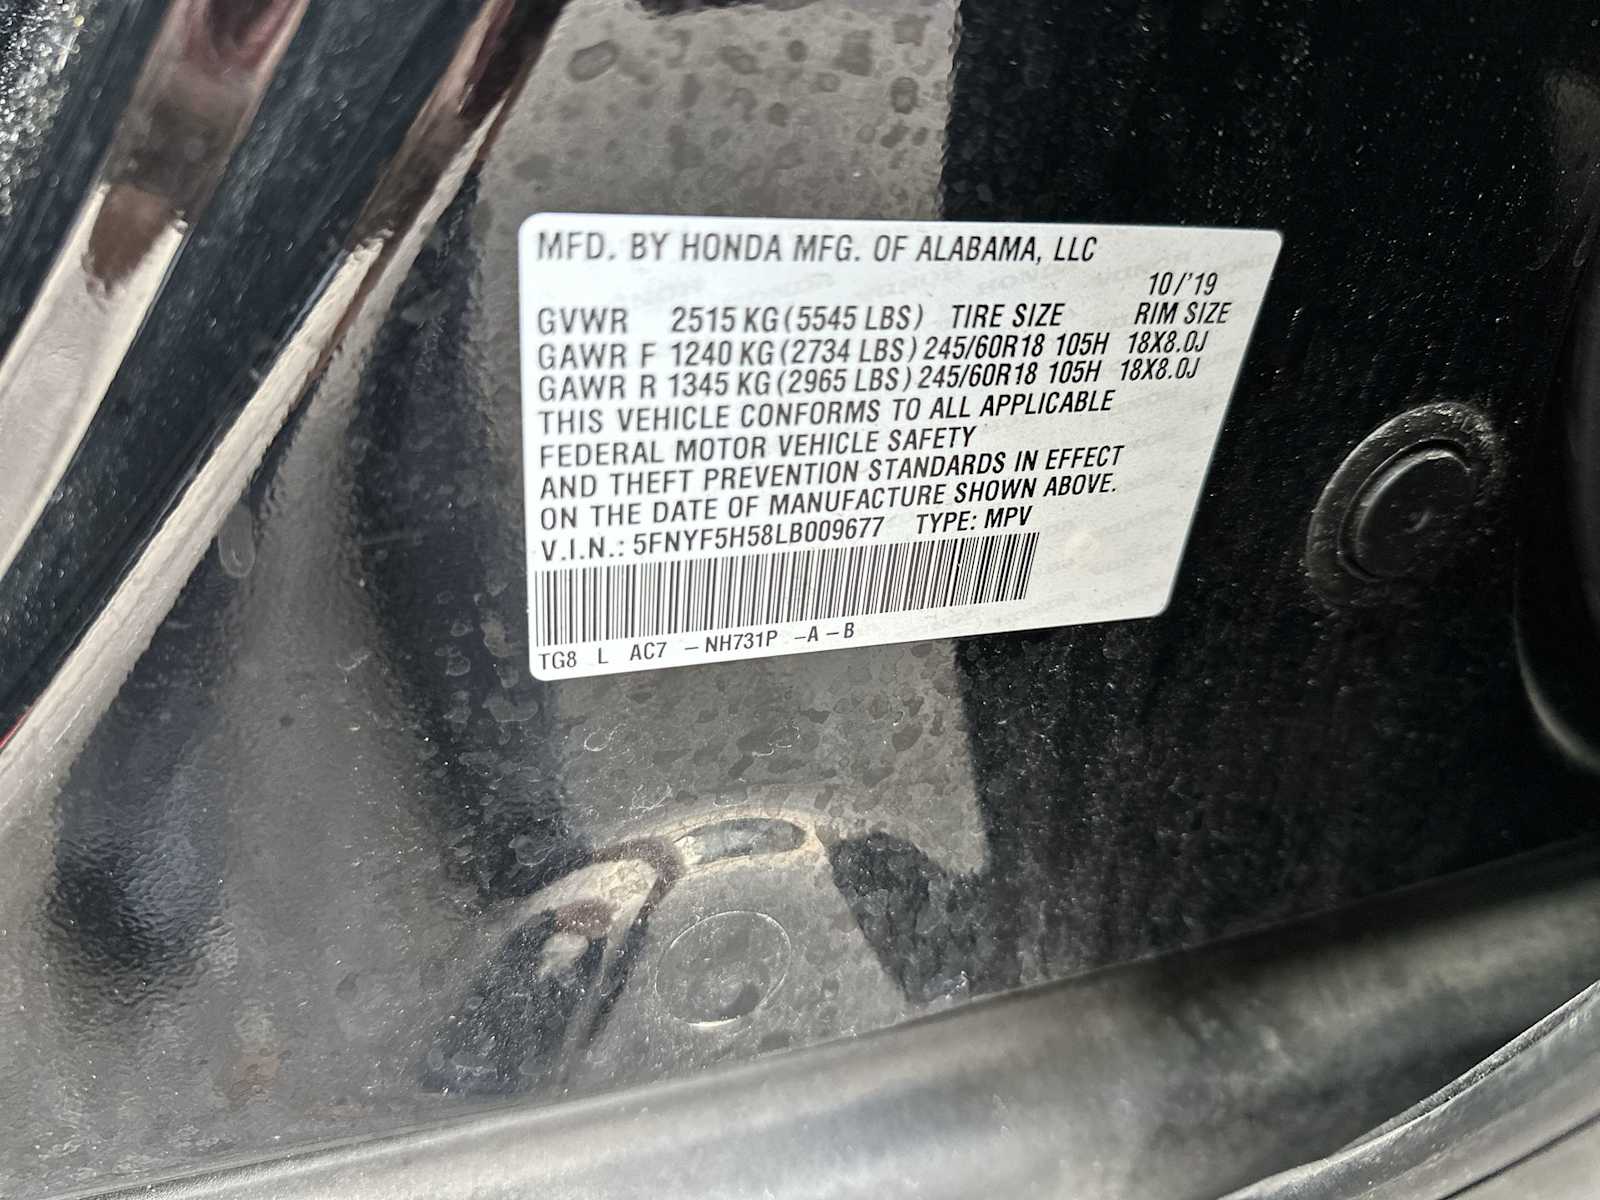 MFD. BY HONDA MFG. OF ALABAMA, LLC
10/'19
GVWR 2515 KG (5545 LBS) TIRE SIZE RIM SIZE
GAWR F 1240 KG (2734 LBS) 245/60R18 105H 18X8.0J
GAWR R 1345 KG (2965 LBS) 245/60R18 105H 18X8.0J
THIS VEHICLE CONFORMS TO ALL APPLICABLE
FEDERAL MOTOR VEHICLE SAFETY
AND THEFT PREVENTION STANDARDS IN EFFECT
ON THE DATE OF MANUFACTURE SHOWN ABOVE.
V.I.N.: 5FNYF5H58LB009677 TYPE: MPV
TG8 L AC7 – NH731P –A –B